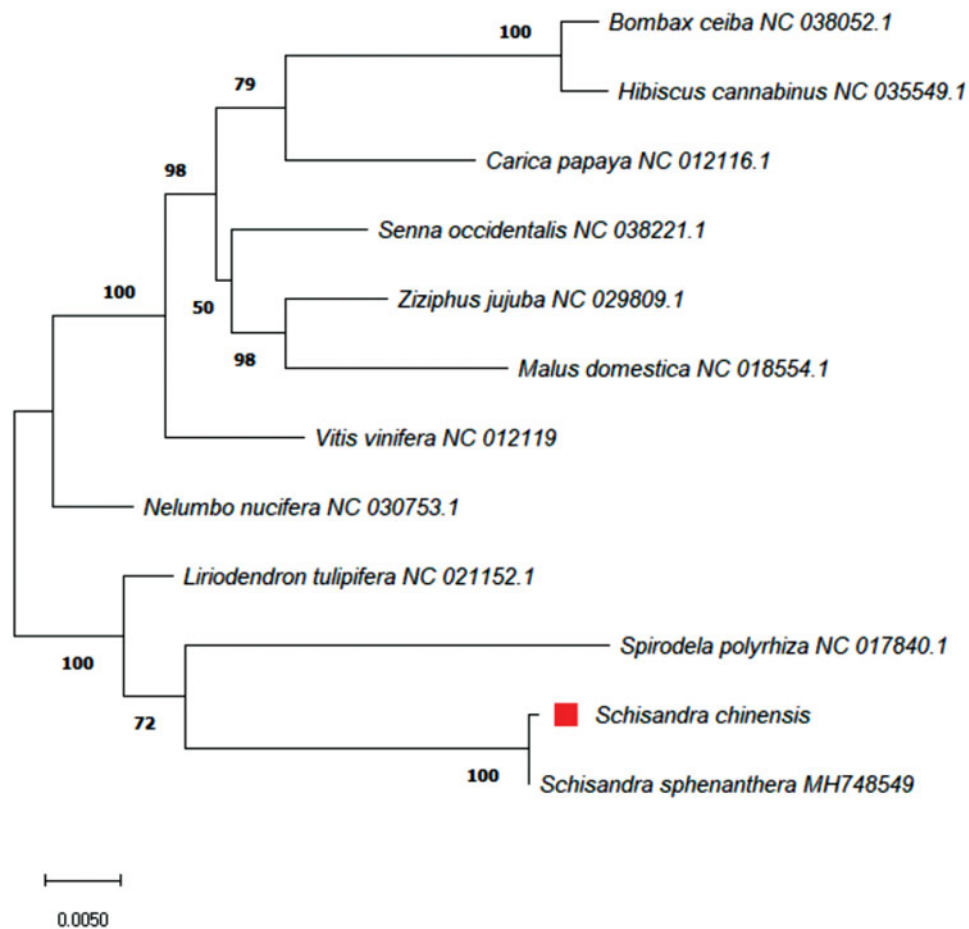 100
Bombax ceiba NC 038052.1
79
Hibiscus cannabinus NC 035549.1
98
Carica papaya NC 012116.1
Senna occidentalis NC 038221.1
100
50
Ziziphus jujuba NC 029809.1
98
Malus domestica NC 018554.1
Vitis vinifera NC 012119
Nelumbo nucifera NC 030753.1
Liriodendron tulipifera NC 021152.1
100
Spirodela polyrhiza NC 017840.1
72
Schisandra chinensis
100
Schisandra sphenanthera MH748549
0.0050